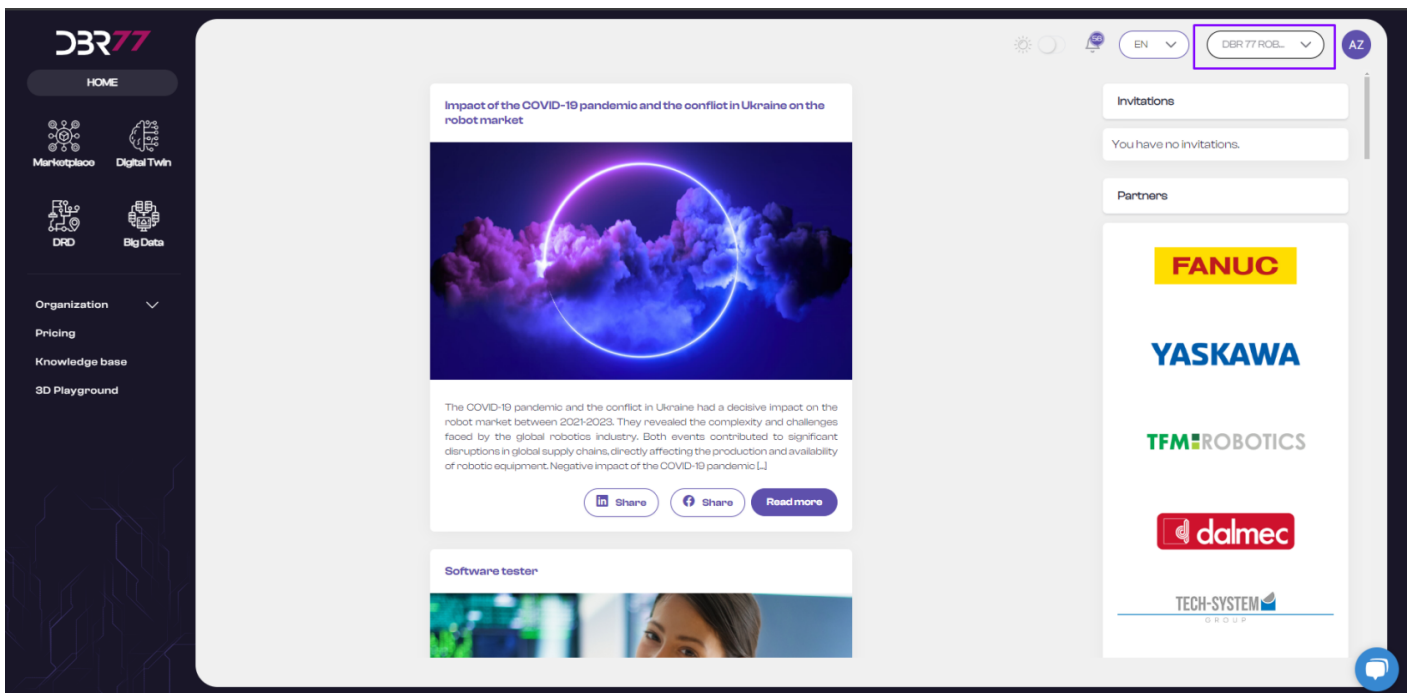 DBR77
HOME
Marketplace
Digital Twin
DRD
Big Data
Organization
Pricing
Knowledge base
3D Playground
56
EN
DBR 77 ROB...
AZ
Impact of the COVID-19 pandemic and the conflict in Ukraine on the
robot market
The COVID-19 pandemic and the conflict in Ukraine had a decisive impact on the
robot market between 2021-2023. They revealed the complexity and challenges
faced by the global robotics industry. Both events contributed to significant
disruptions in global supply chains, directly affecting the production and availability
of robotic equipment. Negative impact of the COVID-19 pandemic [...]
Share
Share
Read more
Software tester
Invitations
You have no invitations.
Partners
FANUC
YASKAWA
TFM ROBOTICS
dalmec
TECH-SYSTEM
GROUP